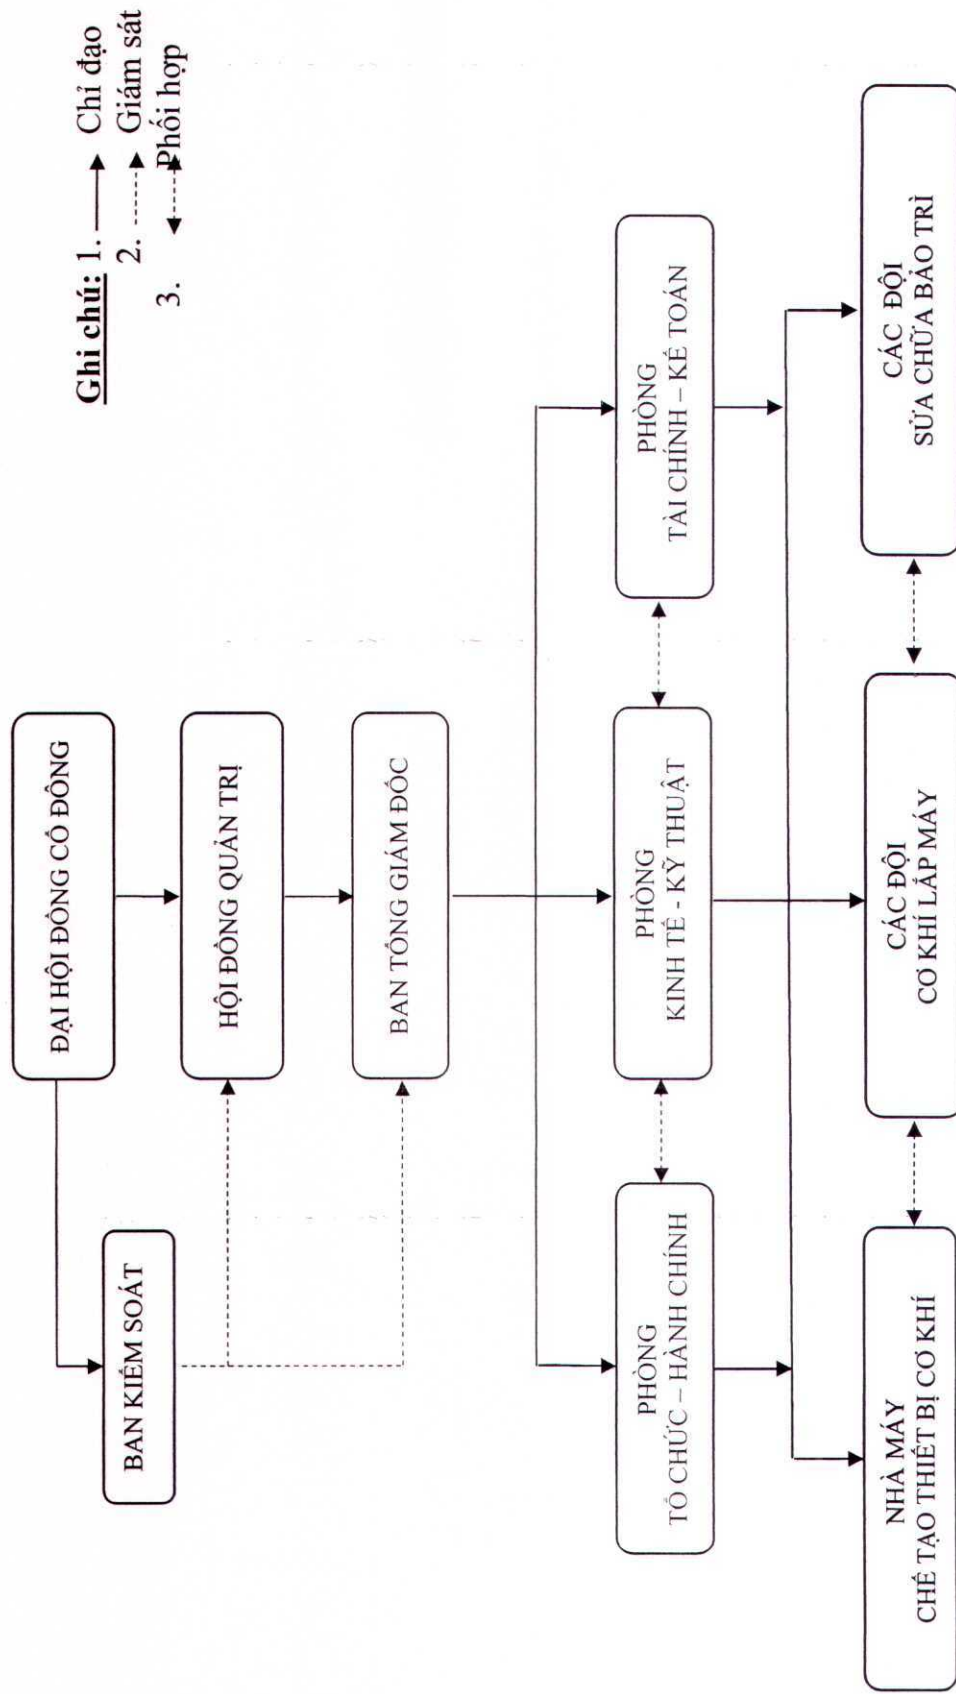 Ghi chú: 1. Chỉ đạo
2. Giám sát
3. Phối hợp
ĐẠI HỘI ĐỒNG CỔ ĐÔNG
BAN KIỂM SOÁT
HỘI ĐỒNG QUẢN TRỊ
BAN TỔNG GIÁM ĐỐC
PHÒNG
TỔ CHỨC – HÀNH CHÍNH
PHÒNG
KINH TẾ - KỸ THUẬT
PHÒNG
TÀI CHÍNH – KẾ TOÁN
NHÀ MÁY
CHẾ TẠO THIẾT BỊ CƠ KHÍ
CÁC ĐỘI
CƠ KHÍ LẮP MÁY
CÁC ĐỘI
SỬA CHỮA BẢO TRÌ